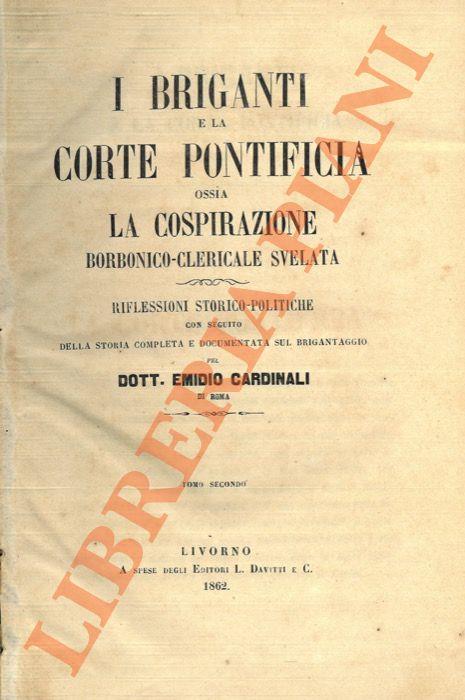 I BRIGANTI
E LA
CORTE PONTIFICIA
OSSIA
LA COSPIRAZIONE
BORBONICO-CLERICALE SVELATA
RIFLESSIONI STORICO-POLITICHE
CON SEGUITO
DELLA STORIA COMPLETA E DOCUMENTATA SUL BRIGANTAGGIO
PEL
DOTT. EMIDIO CARDINALI
DI ROMA
TOMO SECONDO
LIVORNO
A SPESE DEGLI EDITORI L. DAVITTI E C.
1862.
LIBRERIA PIANI